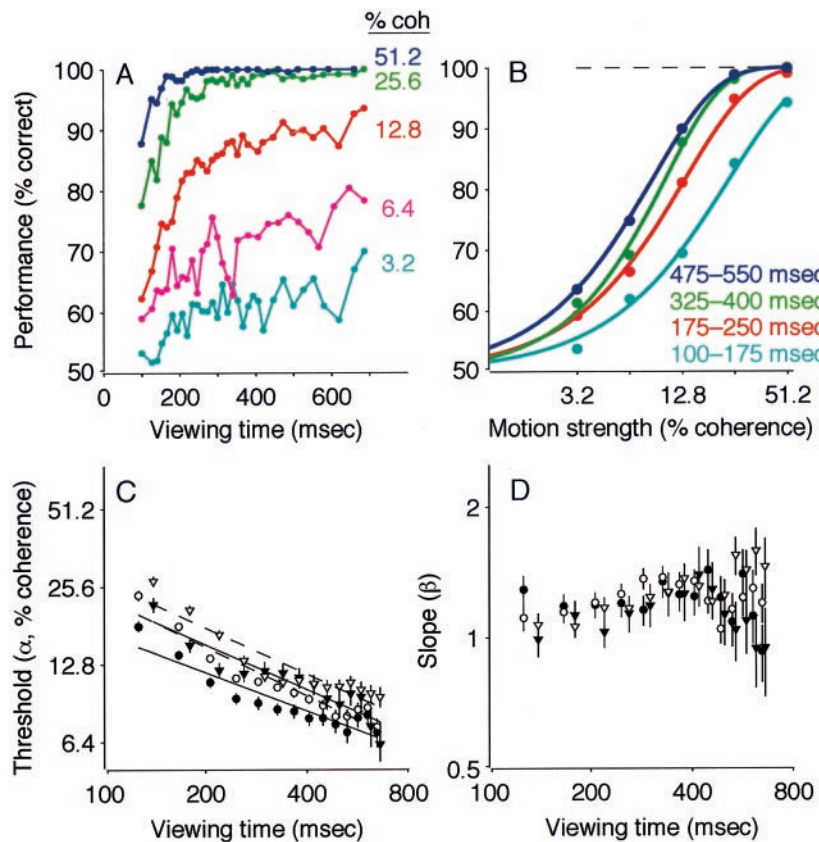 % coh
A
51.2
25.6
12.8
6.4
3.2
Performance (% correct)
100
90
80
70
60
50
0
200
400
600
Viewing time (msec)
B
100
90
80
70
60
50
475–550 msec
325–400 msec
175–250 msec
100–175 msec
3.2
12.8
51.2
Motion strength (% coherence)
C
Threshold (α, % coherence)
51.2
25.6
12.8
6.4
100
200
400
800
Viewing time (msec)
D
Slope (β)
2
1
0.5
100
200
400
800
Viewing time (msec)